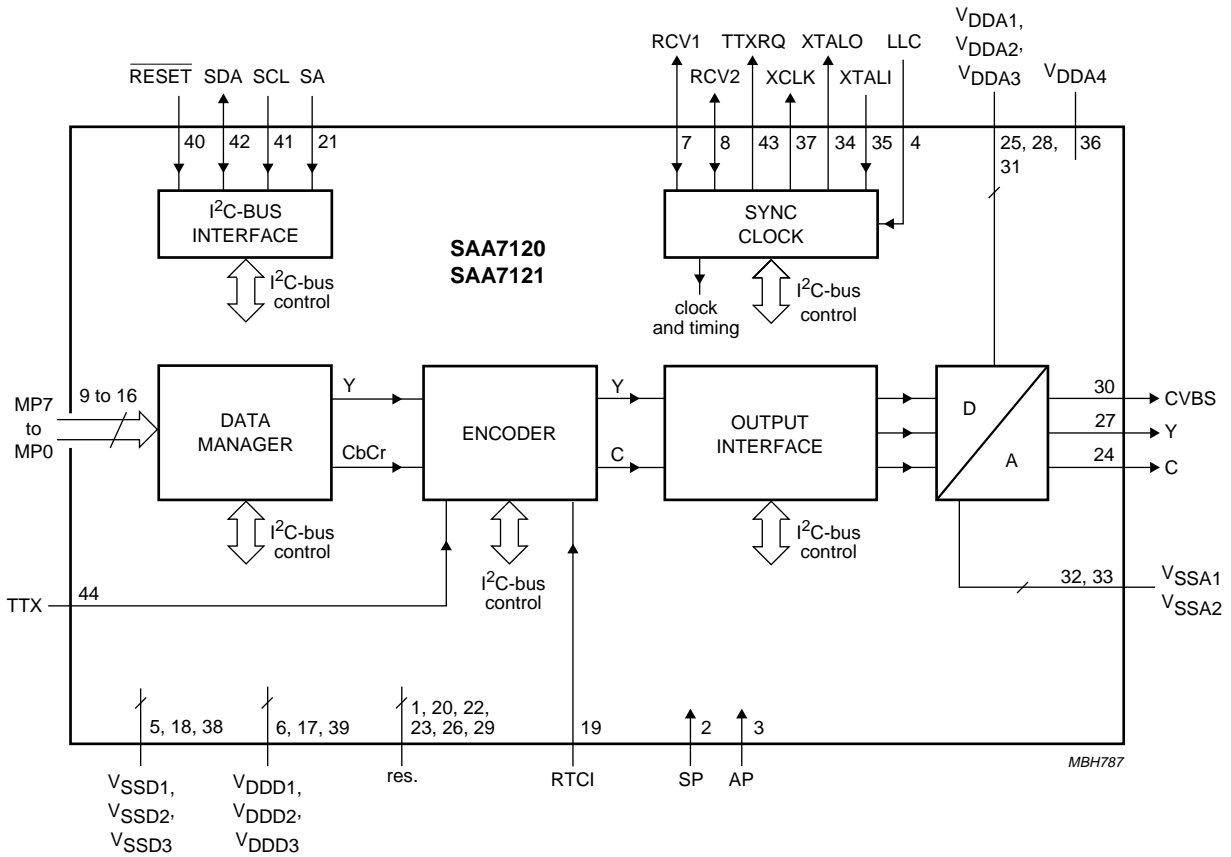 RCV1 TTXRQ XTALO LLC
VDDA1,
VDDA2,
VDDA3
RESET SDA SCL SA
RCV2 XCLK XTALI
VDDA4
40 42 41 21
7 8 43 37 34 35 4
25, 28,
31
36
I2C-BUS
INTERFACE
SYNC
CLOCK
SAA7120
SAA7121
I2C-bus
control
clock
and timing
I2C-bus
control
MP7
to
MP0
9 to 16
DATA
MANAGER
Y
CbCr
ENCODER
Y
C
OUTPUT
INTERFACE
D
A
30 CVBS
27 Y
24 C
I2C-bus
control
I2C-bus
control
I2C-bus
control
TTX 44
32, 33
VSSA1
VSSA2
5, 18, 38
6, 17, 39
1, 20, 22,
23, 26, 29
19
2
3
VSSD1,
VSSD2,
VSSD3
VDDD1,
VDDD2,
VDDD3
res.
RTCI
SP
AP
MBH787